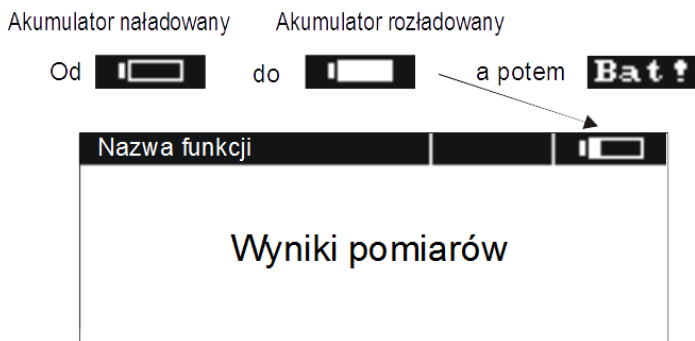 Akumulator naładowany Akumulator rozładowany
Od do a potem Bat!
Nazwa funkcji
Wyniki pomiarów